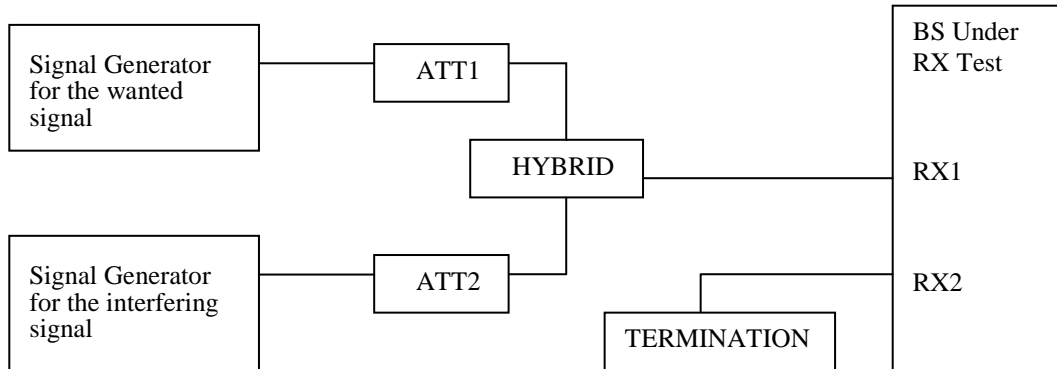 Signal Generator
for the wanted
signal
ATT1
HYBRID
BS Under
RX Test
RX1
Signal Generator
for the interfering
signal
ATT2
RX2
TERMINATION